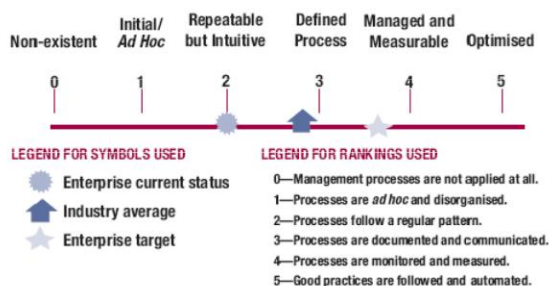 Non-existent
Initial/
Ad Hoc
Repeatable
but Intuitive
Defined
Process
Managed and
Measurable
Optimised
0 1 2 3 4 5
LEGEND FOR SYMBOLS USED
Enterprise current status
Industry average
Enterprise target
LEGEND FOR RANKINGS USED
0—Management processes are not applied at all.
1—Processes are ad hoc and disorganised.
2—Processes follow a regular pattern.
3—Processes are documented and communicated.
4—Processes are monitored and measured.
5—Good practices are followed and automated.